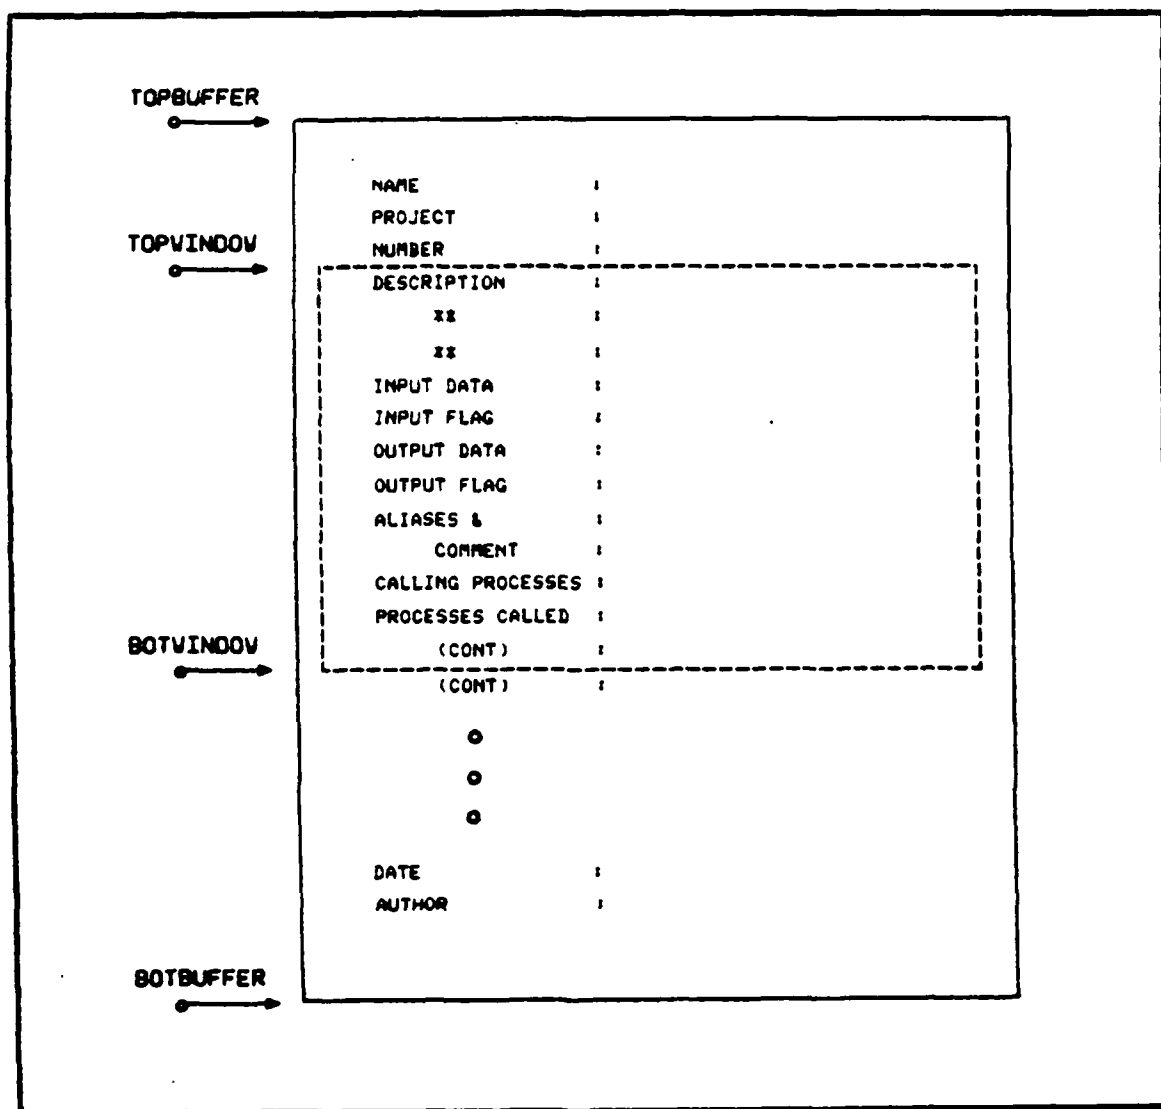 TOPBUFFER
NAME :
PROJECT :
TOPWINDOW
NUMBER :
DESCRIPTION :
** :
** :
INPUT DATA :
INPUT FLAG :
OUTPUT DATA :
OUTPUT FLAG :
ALIASES & :
COMMENT :
CALLING PROCESSES :
PROCESSES CALLED :
BOTWINDOW
(CONT) :
(CONT) :
DATE :
AUTHOR :
BOTBUFFER